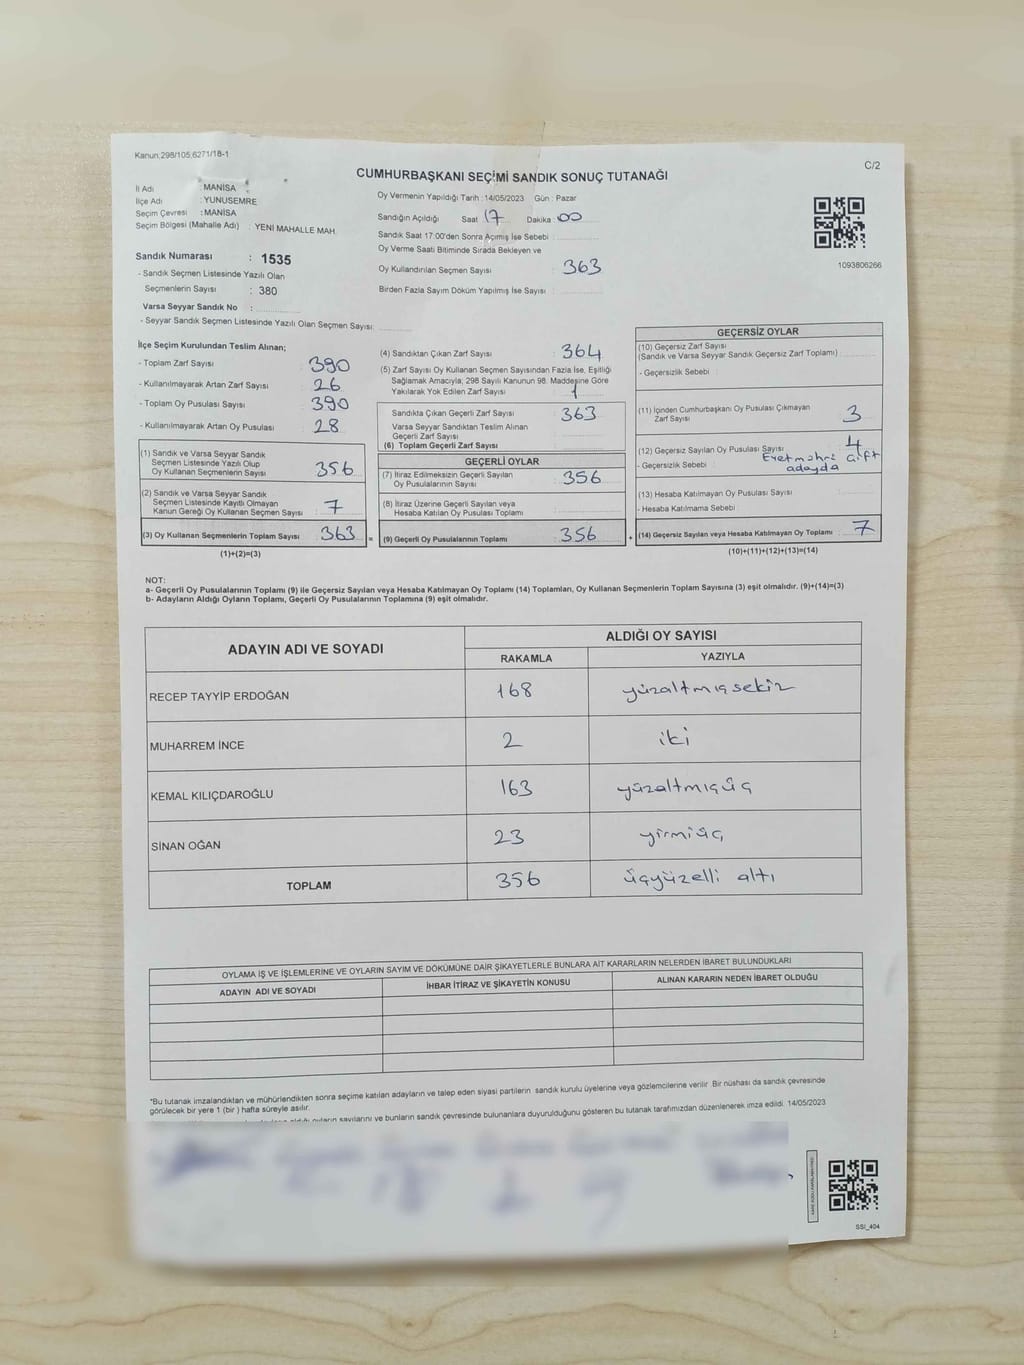 Kanun,298/105,6271/18-1
C/2
CUMHURBAŞKANI SEÇİMİ SANDIK SONUÇ TUTANAĞI
İl Adı : MANİSA
İlçe Adı : YUNUSEMRE
Seçim Çevresi : MANİSA
Seçim Bölgesi (Mahalle Adı) : YENİ MAHALLE MAH.
Sandık Numarası : 1535
- Sandık Seçmen Listesinde Yazılı Olan
Seçmenlerin Sayısı : 380
Varsa Seyyar Sandık No :
- Seyyar Sandık Seçmen Listesinde Yazılı Olan Seçmen Sayısı:
Oy Vermenin Yapıldığı Tarih : 14/05/2023 Gün : Pazar
Sandığın Açıldığı Saat 17 Dakika : 00
Sandık Saat 17:00'den Sonra Açımış İse Sebebi :
Oy Verme Saati Bitiminde Sırada Bekleyen ve
Oy Kullandırılan Seçmen Sayısı : 363
Birden Fazla Sayım Döküm Yapılmış İse Sayısı :
1093806266
İlçe Seçim Kurulundan Teslim Alınan;
- Toplam Zarf Sayısı : 390
- Kullanılmayarak Artan Zarf Sayısı : 26
- Toplam Oy Pusulası Sayısı : 390
- Kullanılmayarak Artan Oy Pusulası : 28
(1) Sandık ve Varsa Seyyar Sandık
Seçmen Listesinde Yazılı Olup
Oy Kullanan Seçmenlerin Sayısı : 356
(2) Sandık ve Varsa Seyyar Sandık
Seçmen Listesinde Kayıtlı Olmayan
Kanun Gereği Oy Kullanan Seçmen Sayısı : 7
(3) Oy Kullanan Seçmenlerin Toplam Sayısı : 363 =
(1)+(2)=(3)
(4) Sandıktan Çıkan Zarf Sayısı : 364
(5) Zarf Sayısı Oy Kullanan Seçmen Sayısından Fazla İse, Eşitliği
Sağlamak Amacıyla; 298 Sayılı Kanunun 98. Maddesine Göre
Yakılarak Yok Edilen Zarf Sayısı : 1
Sandıkta Çıkan Geçerli Zarf Sayısı : 363
Varsa Seyyar Sandıktan Teslim Alınan
Geçerli Zarf Sayısı
(6) Toplam Geçerli Zarf Sayısı
GEÇERLİ OYLAR
(7) İtiraz Edilmeksizin Geçerli Sayılan
Oy Pusulalarının Sayısı : 356
(8) İtiraz Üzerine Geçerli Sayılan veya
Hesaba Katılan Oy Pusulası Toplamı
(9) Geçerli Oy Pusulalarının Toplamı : 356 +
GEÇERSİZ OYLAR
(10) Geçersiz Zarf Sayısı
(Sandık ve Varsa Seyyar Sandık Geçersiz Zarf Toplamı)
- Geçersizlik Sebebi :
(11) İçinden Cumhurbaşkanı Oy Pusulası Çıkmayan
Zarf Sayısı 3
(12) Geçersiz Sayılan Oy Pusulası Sayısı : 4
- Geçersizlik Sebebi : Evet mührü çift
adayda
(13) Hesaba Katılmayan Oy Pusulası Sayısı :
- Hesaba Katılmama Sebebi :
(14) Geçersiz Sayılan veya Hesaba Katılmayan Oy Toplamı : 7
(10)+(11)+(12)+(13)=(14)
NOT:
a- Geçerli Oy Pusulalarının Toplamı (9) ile Geçersiz Sayılan veya Hesaba Katılmayan Oy Toplamı (14) Toplamları, Oy Kullanan Seçmenlerin Toplam Sayısına (3) eşit olmalıdır. (9)+(14)=(3)
b- Adayların Aldığı Oyların Toplamı, Geçerli Oy Pusulalarının Toplamına (9) eşit olmalıdır.
ADAYIN ADI VE SOYADI ALDIĞI OY SAYISI
RAKAMLA YAZIYLA
RECEP TAYYİP ERDOĞAN 168 yüzaltmışsekiz
MUHARREM İNCE 2 iki
KEMAL KILIÇDAROĞLU 163 yüzaltmışüç
SİNAN OĞAN 23 yirmiüç
TOPLAM 356 üçyüzelli altı
OYLAMA İŞ VE İŞLEMLERİNE VE OYLARIN SAYIM VE DÖKÜMÜNE DAİR ŞİKAYETLERLE BUNLARA AİT KARARLARIN NELERDEN İBARET BULUNDUKLARI
ADAYIN ADI VE SOYADI İHBAR İTİRAZ VE ŞİKAYETİN KONUSU ALINAN KARARIN NEDEN İBARET OLDUĞU
*Bu tutanak imzalandıktan ve mühürlendikten sonra seçime katılan adayların ve talep eden siyasi partilerin sandık kurulu üyelerine veya gözlemcilerine verilir .Bir nüshası da sandık çevresinde
görülecek bir yere 1 (bir ) hafta süreyle asılır.
aldığı oyların sayılarını ve bunların sandık çevresinde bulunanlara duyurulduğunu gösteren bu tutanak tarafımızdan düzenlenerek imza edildi. 14/05/2023
SSI_404